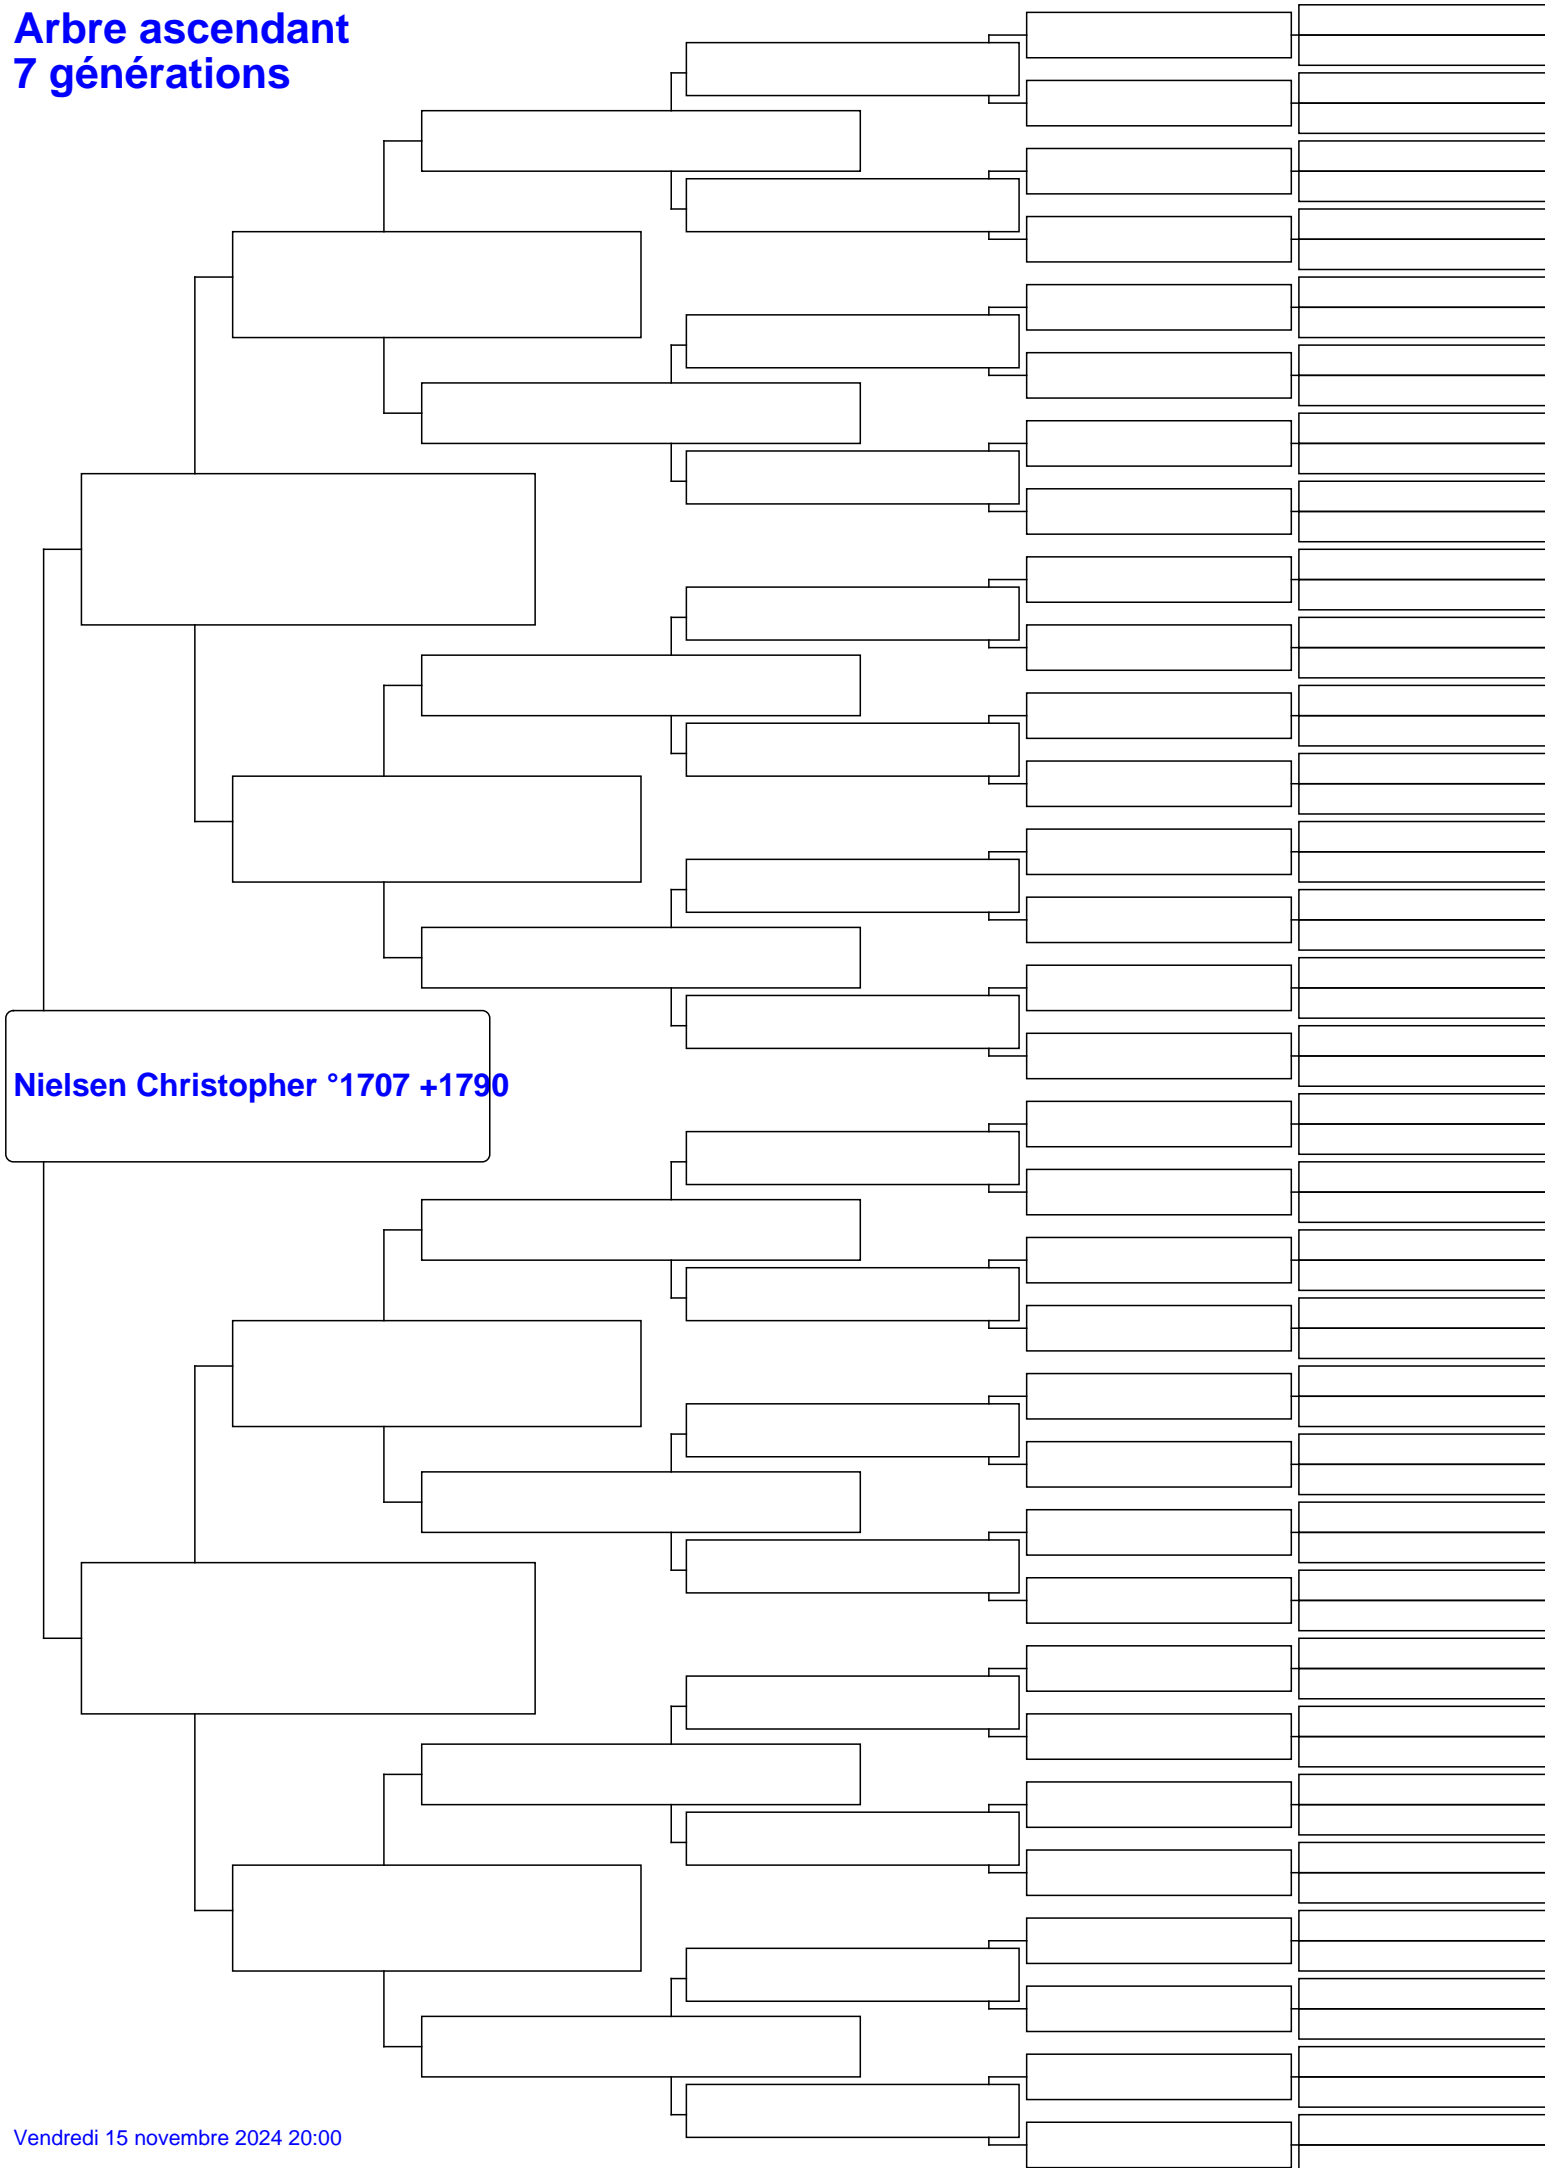 Arbre ascendant
7 générations
Nielsen Christopher °1707 +1790
Vendredi 15 novembre 2024 20:00